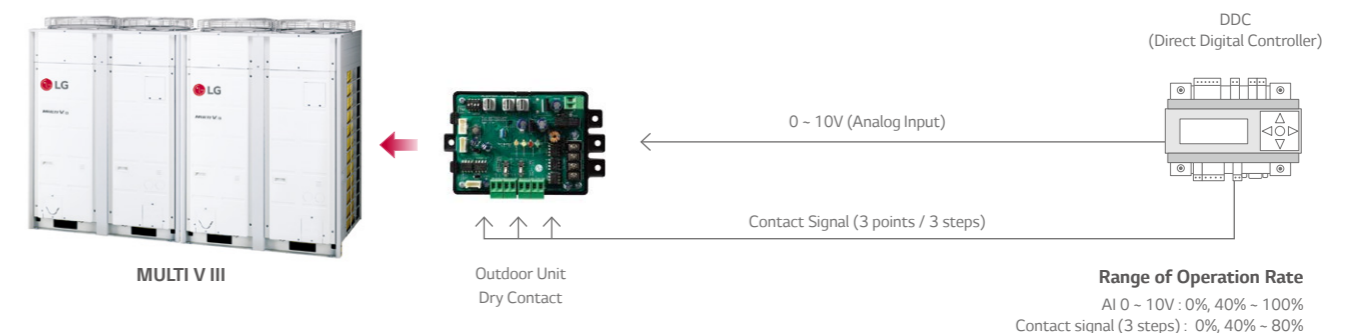 DDC
(Direct Digital Controller)
LG
LG
0 ~ 10V (Analog Input)
Contact Signal (3 points / 3 steps)
MULTI V III
Outdoor Unit
Dry Contact
Range of Operation Rate
AI 0 ~ 10V : 0%, 40% ~ 100%
Contact signal (3 steps) : 0%, 40% ~ 80%